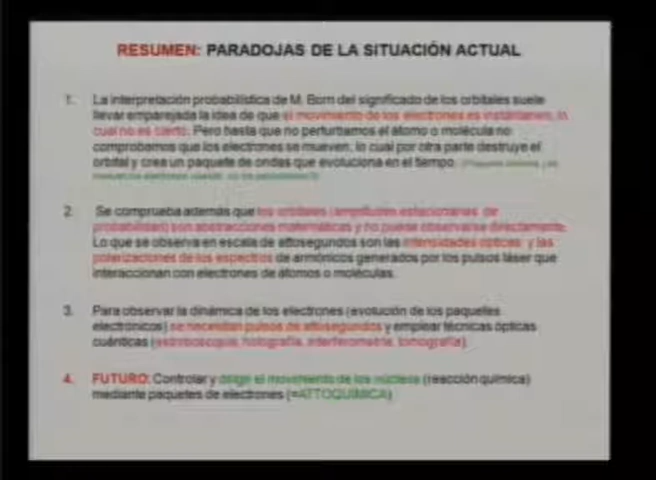 RESUMEN: PARADOJAS DE LA SITUACIÓN ACTUAL
1. La interpretación probabilística de M. Born del significado de los orbitales suele
llevar emparejada la idea de que el movimiento de los electrones es instantáneo, lo
cual no es cierto. Pero hasta que no perturbamos el átomo o molécula no
comprobamos que los electrones se mueven, lo cual por otra parte destruye el
orbital y crea un paquete de ondas que evoluciona en el tiempo.
2. Se comprueba además que los orbitales (amplitudes estacionarias de
probabilidad) son abstracciones matemáticas y no puede observarse directamente.
Lo que se observa en escala de attosegundos son las intensidades ópticas y las
polarizaciones de los espectros de armónicos generados por los pulsos láser que
interaccionan con electrones de átomos o moléculas.
3. Para observar la dinámica de los electrones (evolución de los paquetes
electrónicos) se necesitan pulsos de attosegundos y emplear técnicas ópticas
cuánticas (estroboscopia, holografía, interferometría, tomografía).
4. FUTURO: Controlar y dirigir el movimiento de los núcleos (reacción química)
mediante paquetes de electrones (=ATTOQUIMICA)